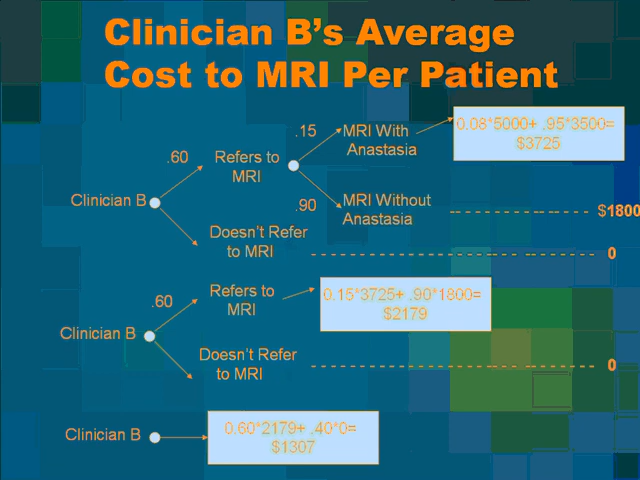 Clinician B's Average
Cost to MRI Per Patient
.15
MRI With
Anastasia
0.08*5000+ .95*3500=
$3725
.60
Refers to
MRI
Clinician B
.90
MRI Without
Anastasia
$1800
Doesn't Refer
to MRI
0
.60
Refers to
MRI
0.15*3725+ .90*1800=
$2179
Clinician B
Doesn't Refer
to MRI
0
Clinician B
0.60*2179+ .40*0=
$1307